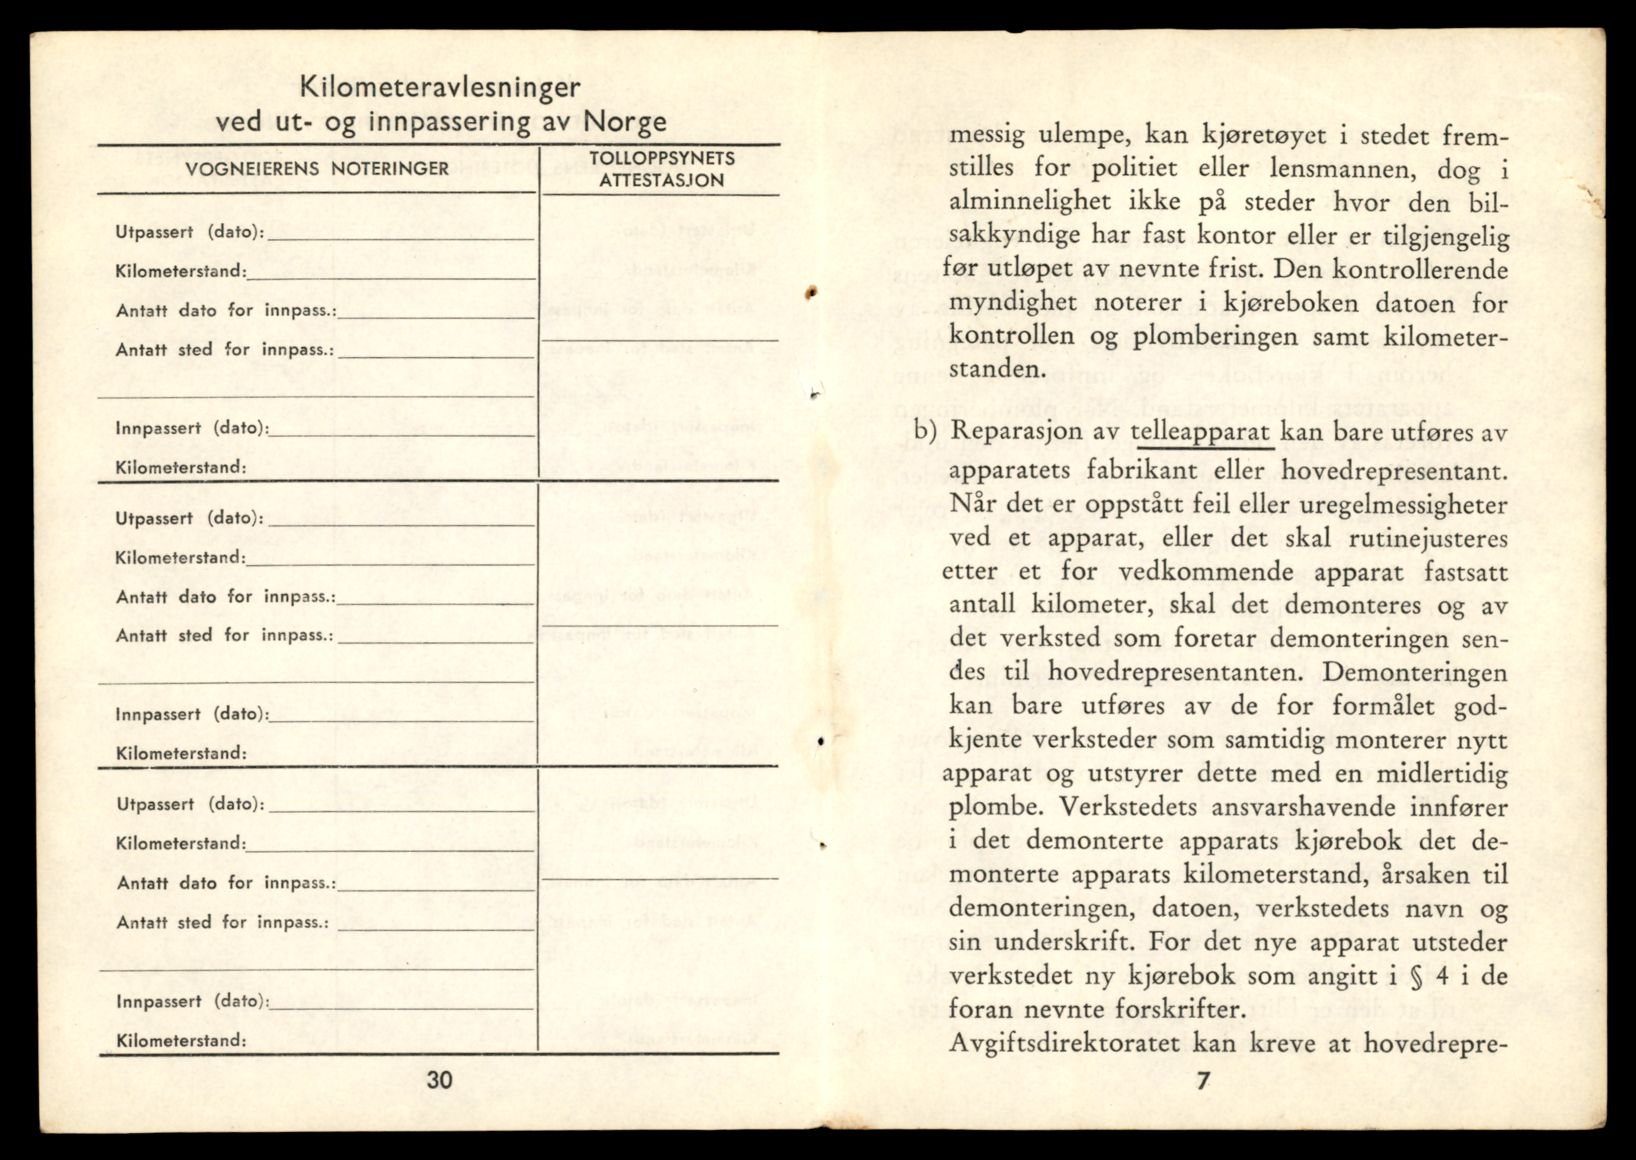 Kilometeravlesninger
ved ut- og innpassering av Norge
VOGNEIERENS NOTERINGER
TOLLOPPSYNETS
ATTESTASJON
Utpassert (dato):
Kilometerstand:
Antatt dato for innpass.:
Antatt sted for innpass.:
Innpassert (dato):
Kilometerstand:
Utpassert (dato):
Kilometerstand:
Antatt dato for innpass.:
Antatt sted for innpass.:
Innpassert (dato):
Kilometerstand:
Utpassert (dato):
Kilometerstand:
Antatt dato for innpass.:
Antatt sted for innpass.:
Innpassert (dato):
Kilometerstand:
30
messig ulempe, kan kjøretøyet i stedet frem-
stilles for politiet eller lensmannen, dog i
alminnelighet ikke på steder hvor den bil-
sakkyndige har fast kontor eller er tilgjengelig
før utløpet av nevnte frist. Den kontrollerende
myndighet noterer i kjøreboken datoen for
kontrollen og plomberingen samt kilometer-
standen.
b) Reparasjon av telleapparat kan bare utføres av
apparatets fabrikant eller hovedrepresentant.
Når det er oppstått feil eller uregelmessigheter
ved et apparat, eller det skal rutinejusteres
etter et for vedkommende apparat fastsatt
antall kilometer, skal det demonteres og av
det verksted som foretar demonteringen sen-
des til hovedrepresentanten. Demonteringen
kan bare utføres av de for formålet god-
kjente verksteder som samtidig monterer nytt
apparat og utstyrer dette med en midlertidig
plombe. Verkstedets ansvarshavende innfører
i det demonterte apparats kjørebok det de-
monterte apparats kilometerstand, årsaken til
demonteringen, datoen, verkstedets navn og
sin underskrift. For det nye apparat utsteder
verkstedet ny kjørebok som angitt i § 4 i de
foran nevnte forskrifter.
Avgiftsdirektoratet kan kreve at hovedrepre-
7